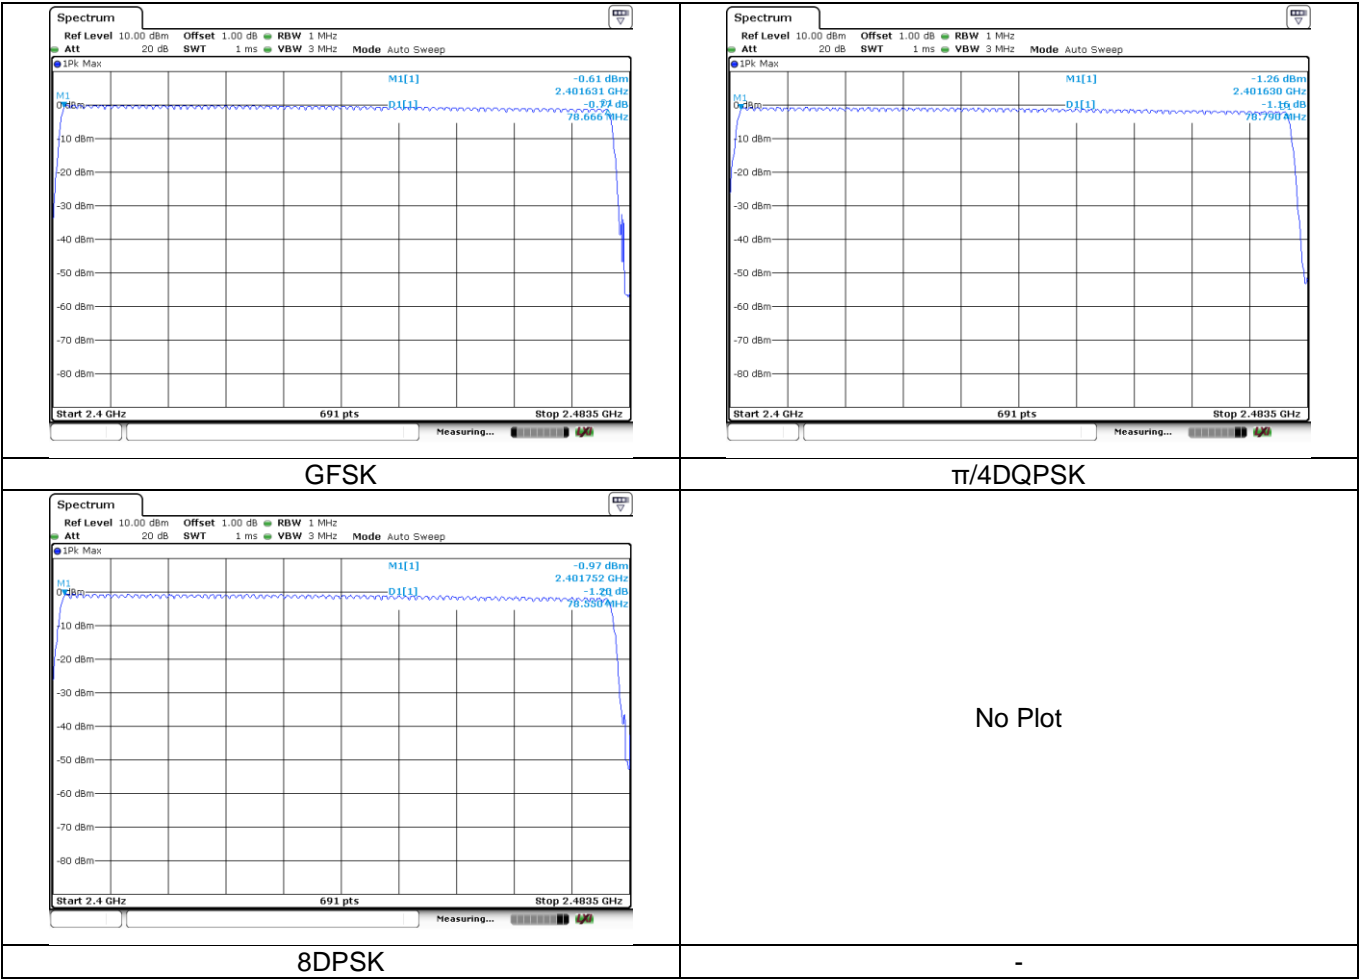 Spectrum
Ref Level 10.00 dBm Offset 1.00 dB RBW 1 MHz
Att 20 dB SWT 1 ms VBW 3 MHz Mode Auto Sweep
1Pk Max
M1[1] -0.61 dBm
2.401631 GHz
M1
0 dBm
D1[1]
78.666 MHz
-10 dBm
-20 dBm
-30 dBm
-40 dBm
-50 dBm
-60 dBm
-70 dBm
-80 dBm
Start 2.4 GHz 691 pts Stop 2.4835 GHz
Measuring...
GFSK
Spectrum
Ref Level 10.00 dBm Offset 1.00 dB RBW 1 MHz
Att 20 dB SWT 1 ms VBW 3 MHz Mode Auto Sweep
1Pk Max
M1[1] -1.26 dBm
2.401630 GHz
M1
0 dBm
D1[1] -1.16 dB
78.790 MHz
-10 dBm
-20 dBm
-30 dBm
-40 dBm
-50 dBm
-60 dBm
-70 dBm
-80 dBm
Start 2.4 GHz 691 pts Stop 2.4835 GHz
Measuring...
π/4DQPSK
Spectrum
Ref Level 10.00 dBm Offset 1.00 dB RBW 1 MHz
Att 20 dB SWT 1 ms VBW 3 MHz Mode Auto Sweep
1Pk Max
M1[1] -0.97 dBm
2.401752 GHz
M1
0 dBm
D1[1] -1.20 dB
78.550 MHz
-10 dBm
-20 dBm
-30 dBm
-40 dBm
-50 dBm
-60 dBm
-70 dBm
-80 dBm
Start 2.4 GHz 691 pts Stop 2.4835 GHz
Measuring...
8DPSK
No Plot
-